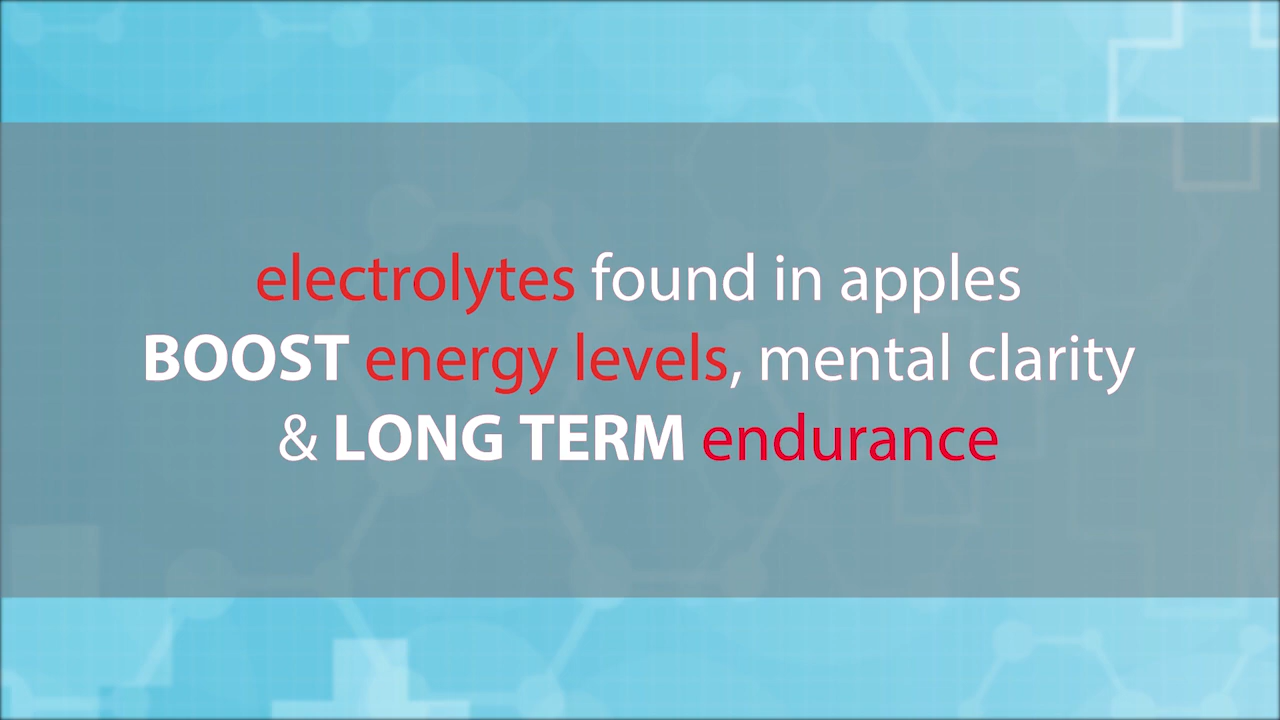 electrolytes found in apples
BOOST energy levels, mental clarity
& LONG TERM endurance